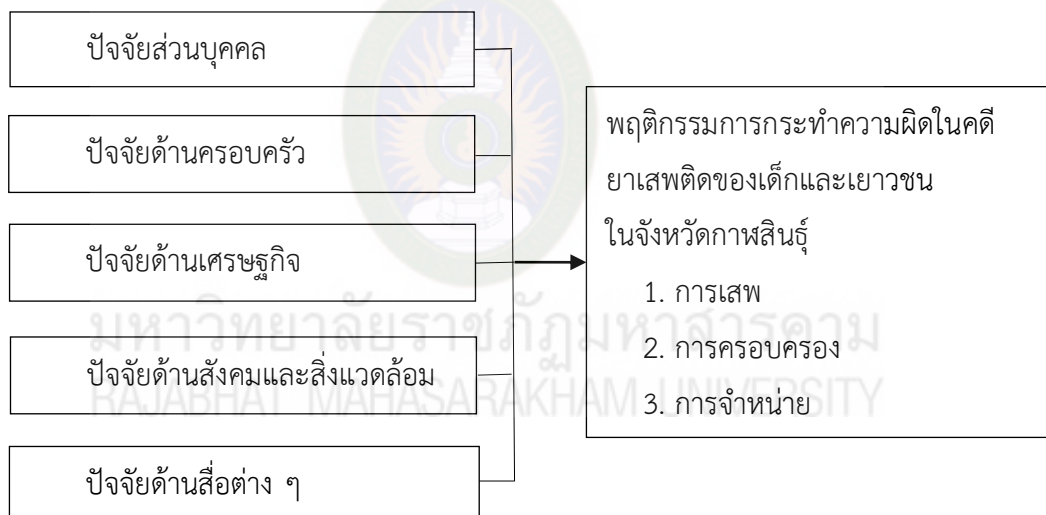 ปัจจัยส่วนบุคคล
ปัจจัยด้านครอบครัว
ปัจจัยด้านเศรษฐกิจ
ปัจจัยด้านสังคมและสิ่งแวดล้อม
ปัจจัยด้านสื่อต่าง ๆ
พฤติกรรมการกระทำความผิดในคดี
ยาเสพติดของเด็กและเยาวชน
ในจังหวัดกาฬสินธุ์
1. การเสพ
2. การครอบครอง
3. การจำหน่าย
มหาวิทยาลัยราชภัฏมหาสารคาม
RAJABHAT MAHASARAKHAM UNIVERSITY